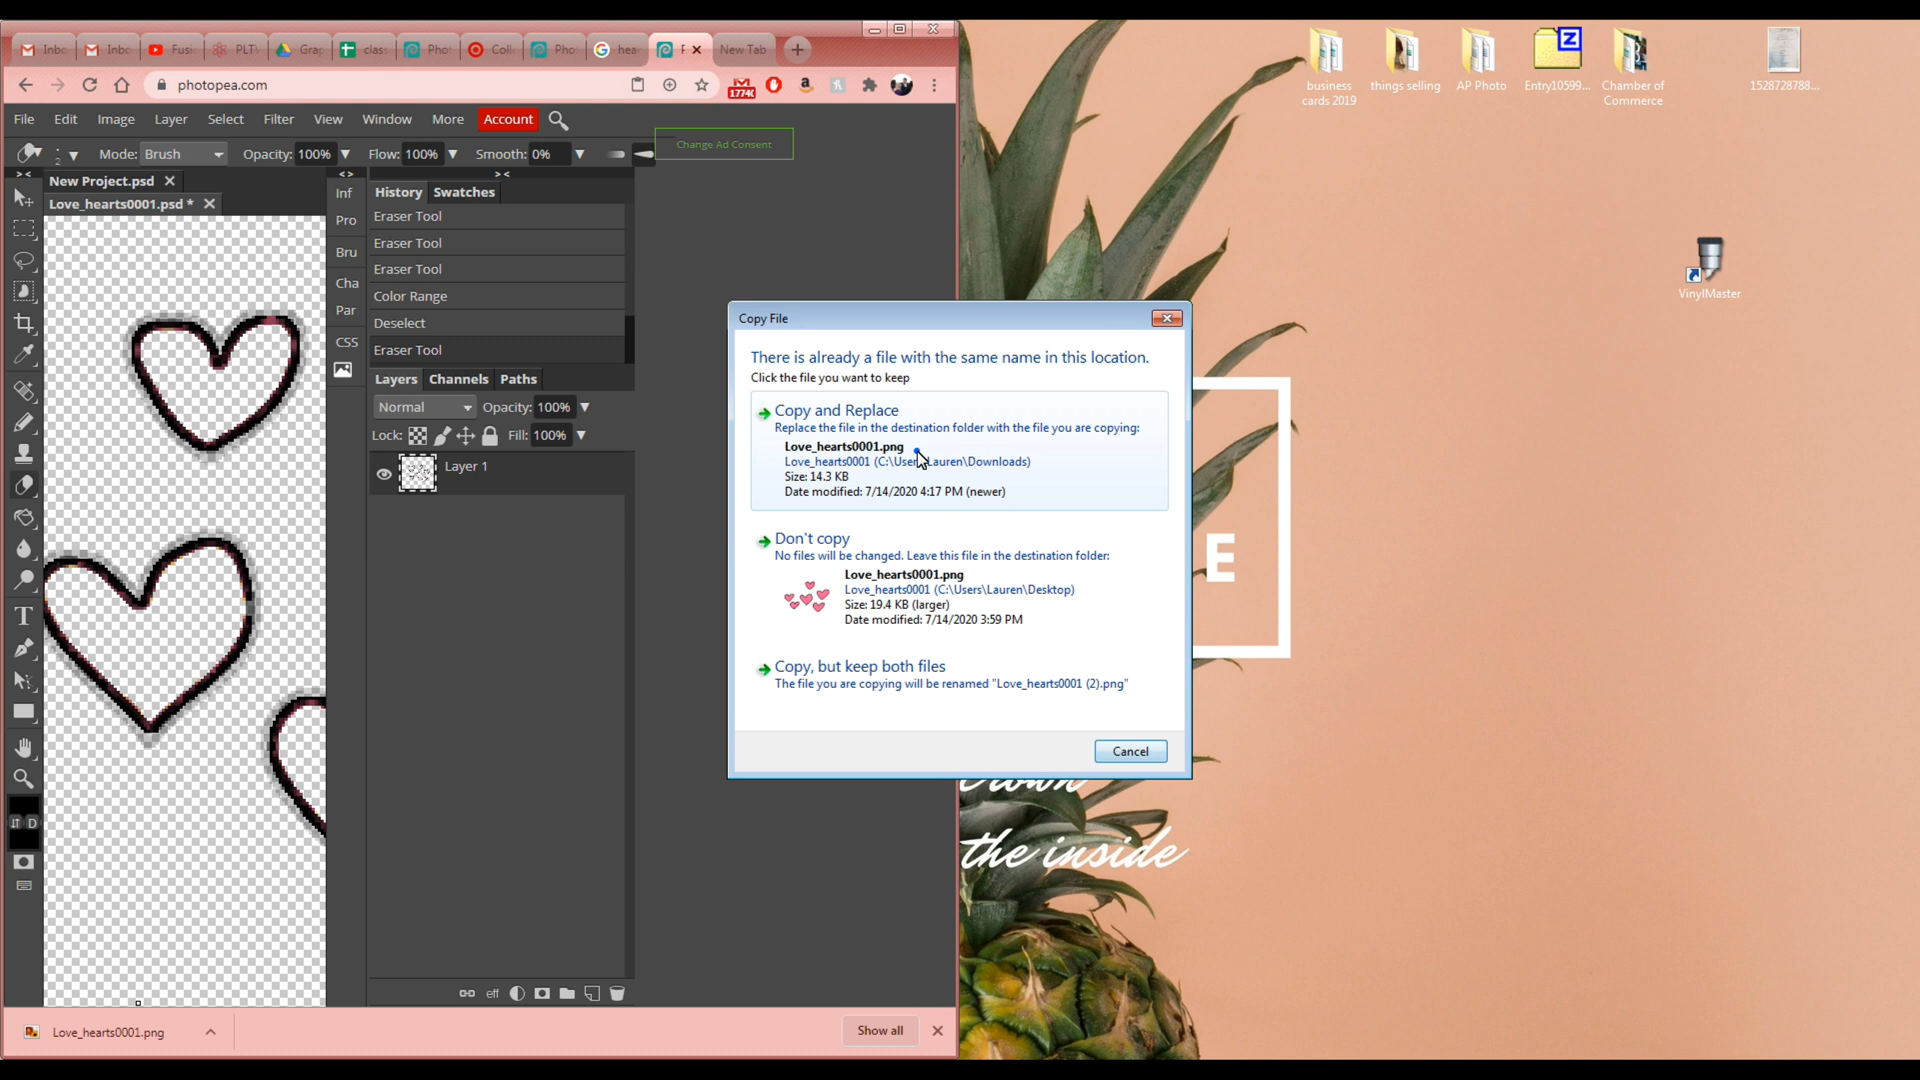 Inbo
Inbo
Fusi
PLTV
Grap
clas
Pho
Coll
Pho
hear
New Tab
photopea.com
1774K
File Edit Image Layer Select Filter View Window More Account
2 Mode: Brush Opacity: 100% Flow: 100% Smooth: 0%
Change Ad Consent
New Project.psd
Love_hearts0001.psd *
Inf
Pro
Bru
Cha
Par
CSS
History Swatches
Eraser Tool
Eraser Tool
Eraser Tool
Color Range
Deselect
Eraser Tool
Layers Channels Paths
Normal Opacity: 100%
Lock: Fill: 100%
Layer 1
eff
D
Love_hearts0001.png
Show all
Copy File
There is already a file with the same name in this location.
Click the file you want to keep
Copy and Replace
Replace the file in the destination folder with the file you are copying:
Love_hearts0001.png
Love_hearts0001 (C:\Users\Lauren\Downloads)
Size: 14.3 KB
Date modified: 7/14/2020 4:17 PM (newer)
Don't copy
No files will be changed. Leave this file in the destination folder:
Love_hearts0001.png
Love_hearts0001 (C:\Users\Lauren\Desktop)
Size: 19.4 KB (larger)
Date modified: 7/14/2020 3:59 PM
Copy, but keep both files
The file you are copying will be renamed "Love_hearts0001 (2).png"
Cancel
business
cards 2019
things selling
AP Photo
Z
Entry10599...
Chamber of
Commerce
1528728788...
VinylMaster
E
the inside